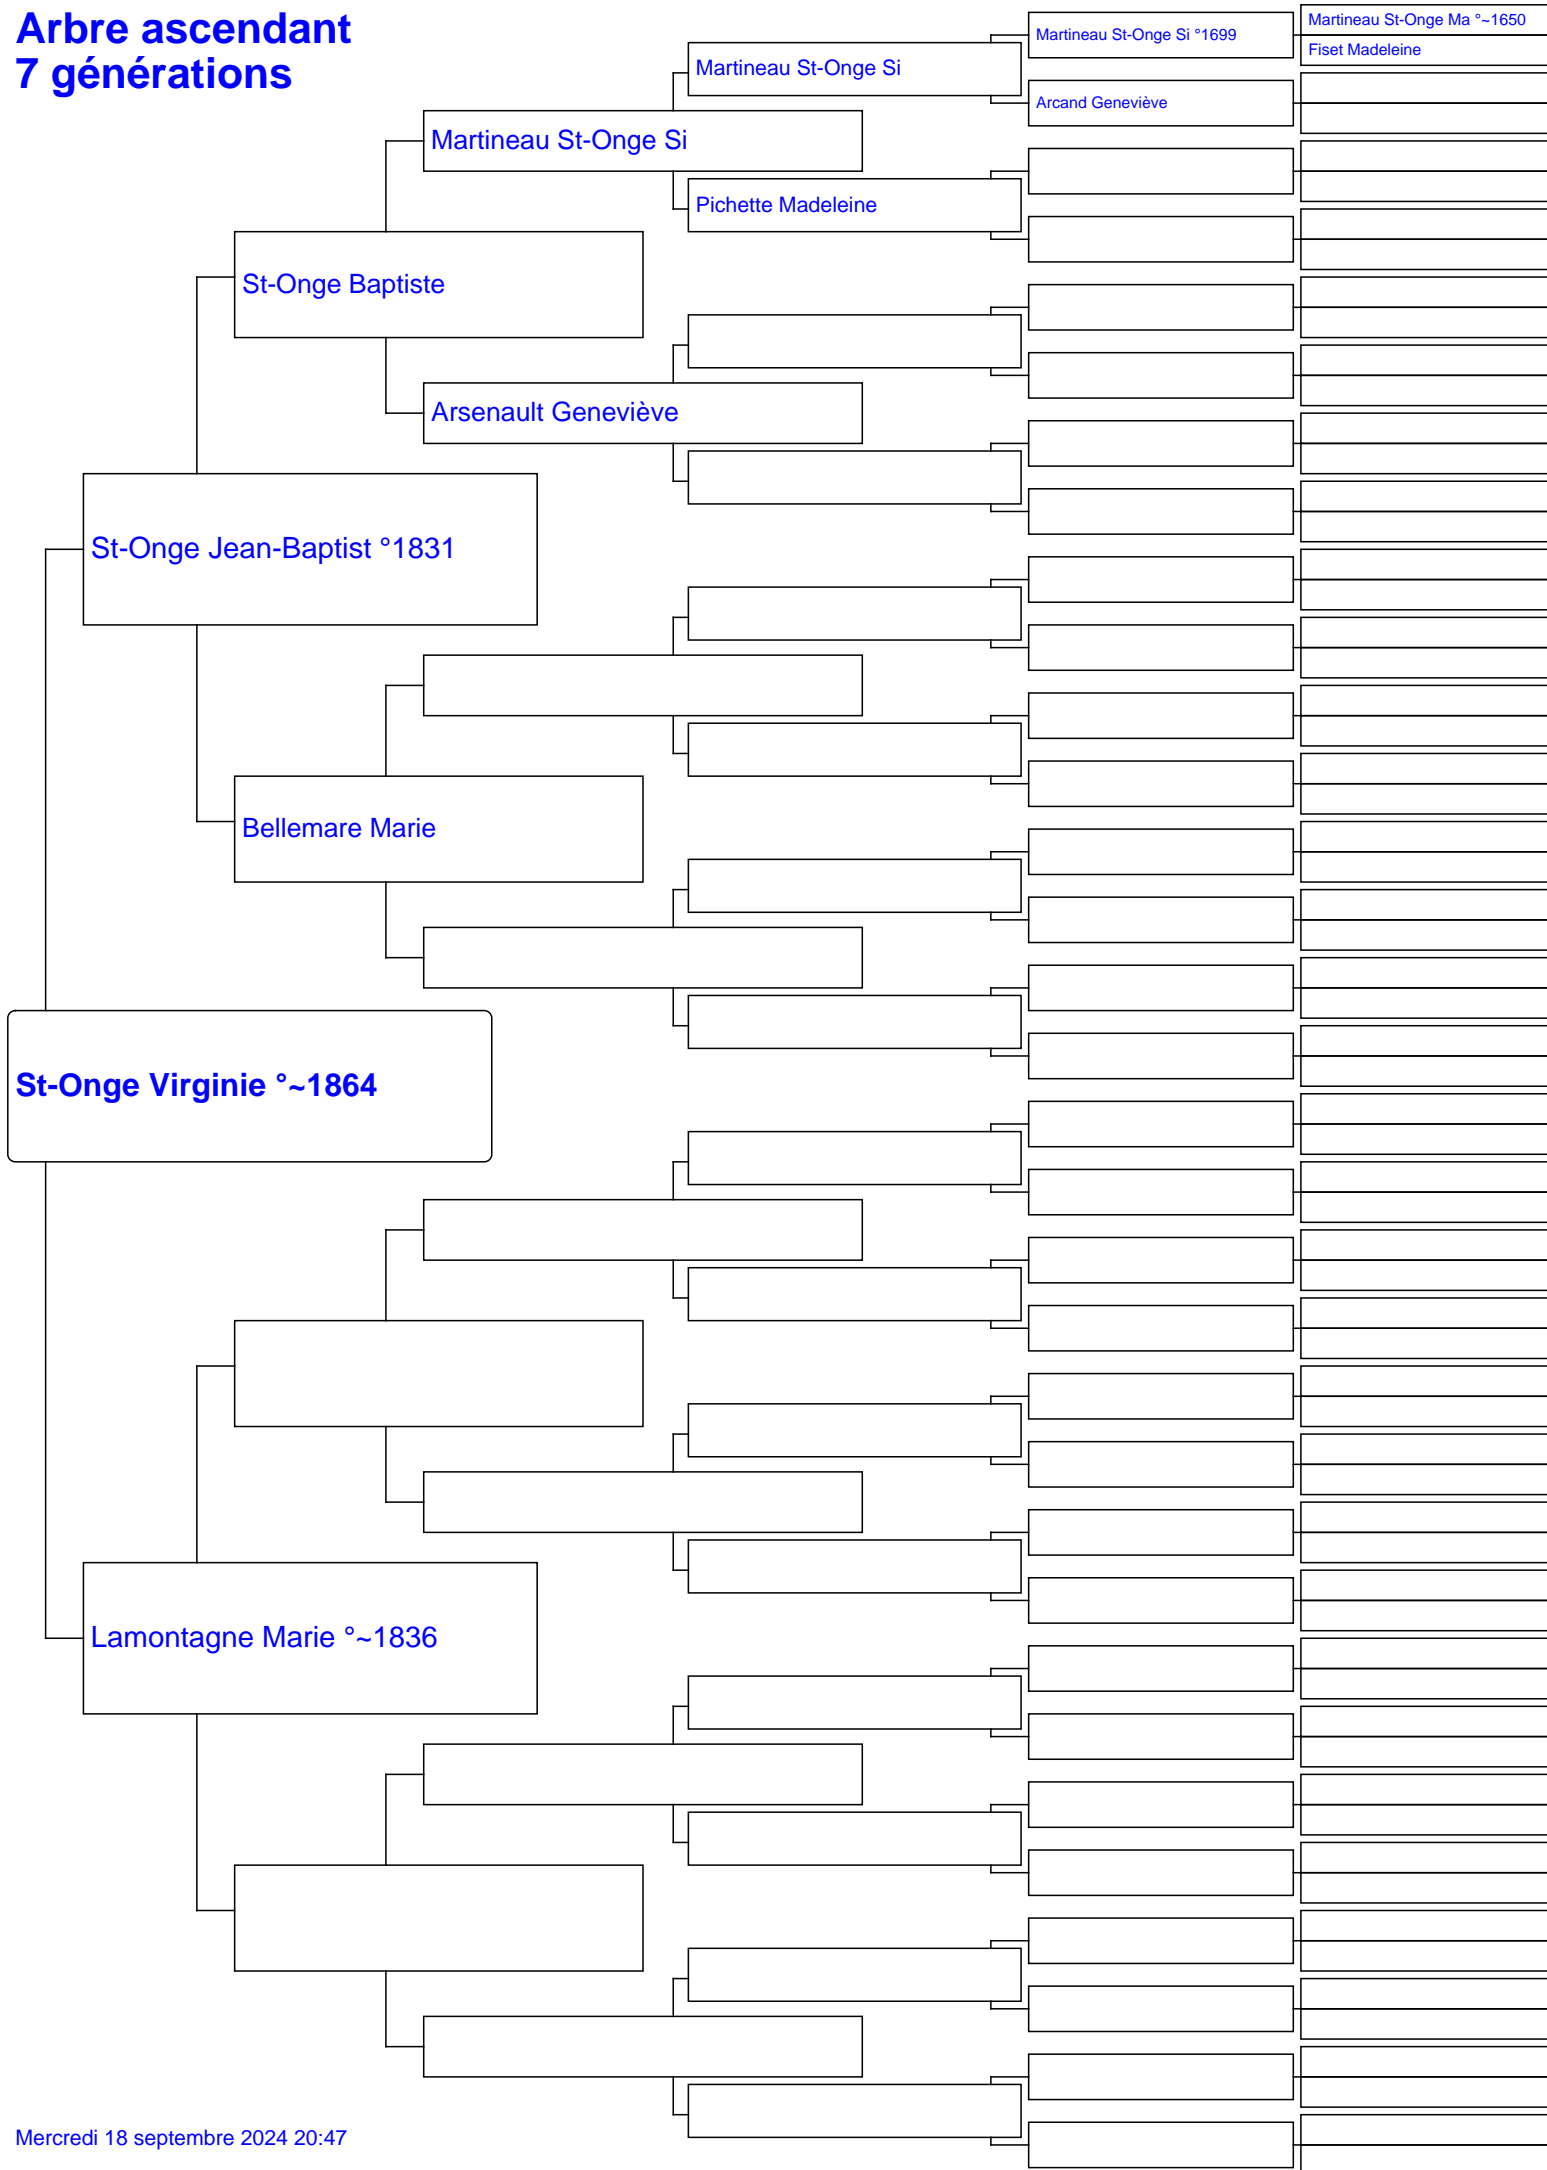 Arbre ascendant
7 générations
Martineau St-Onge Ma °~1650
Martineau St-Onge Si °1699
Fiset Madeleine
Martineau St-Onge Si
Arcand Geneviève
Martineau St-Onge Si
Pichette Madeleine
St-Onge Baptiste
Arsenault Geneviève
St-Onge Jean-Baptist °1831
Bellemare Marie
St-Onge Virginie °~1864
Lamontagne Marie °~1836
Mercredi 18 septembre 2024 20:47